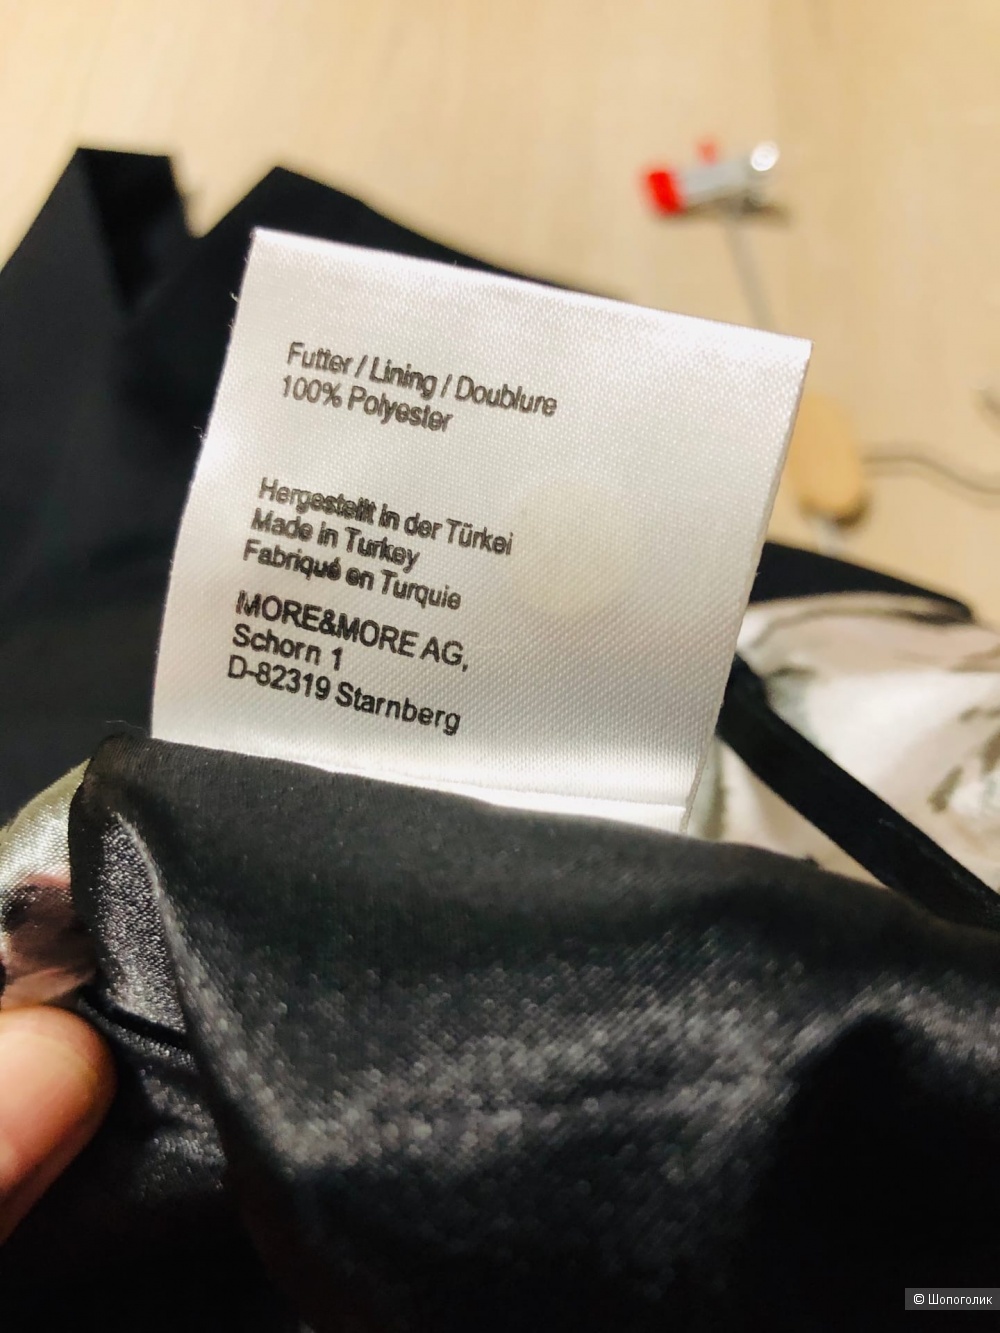 Futter / Lining / Doublure
100% Polyester
Hergestellt in der Türkei
Made in Turkey
Fabriqué en Turquie
MORE&MORE AG,
Schorn 1
D-82319 Starnberg
© Шопоголик